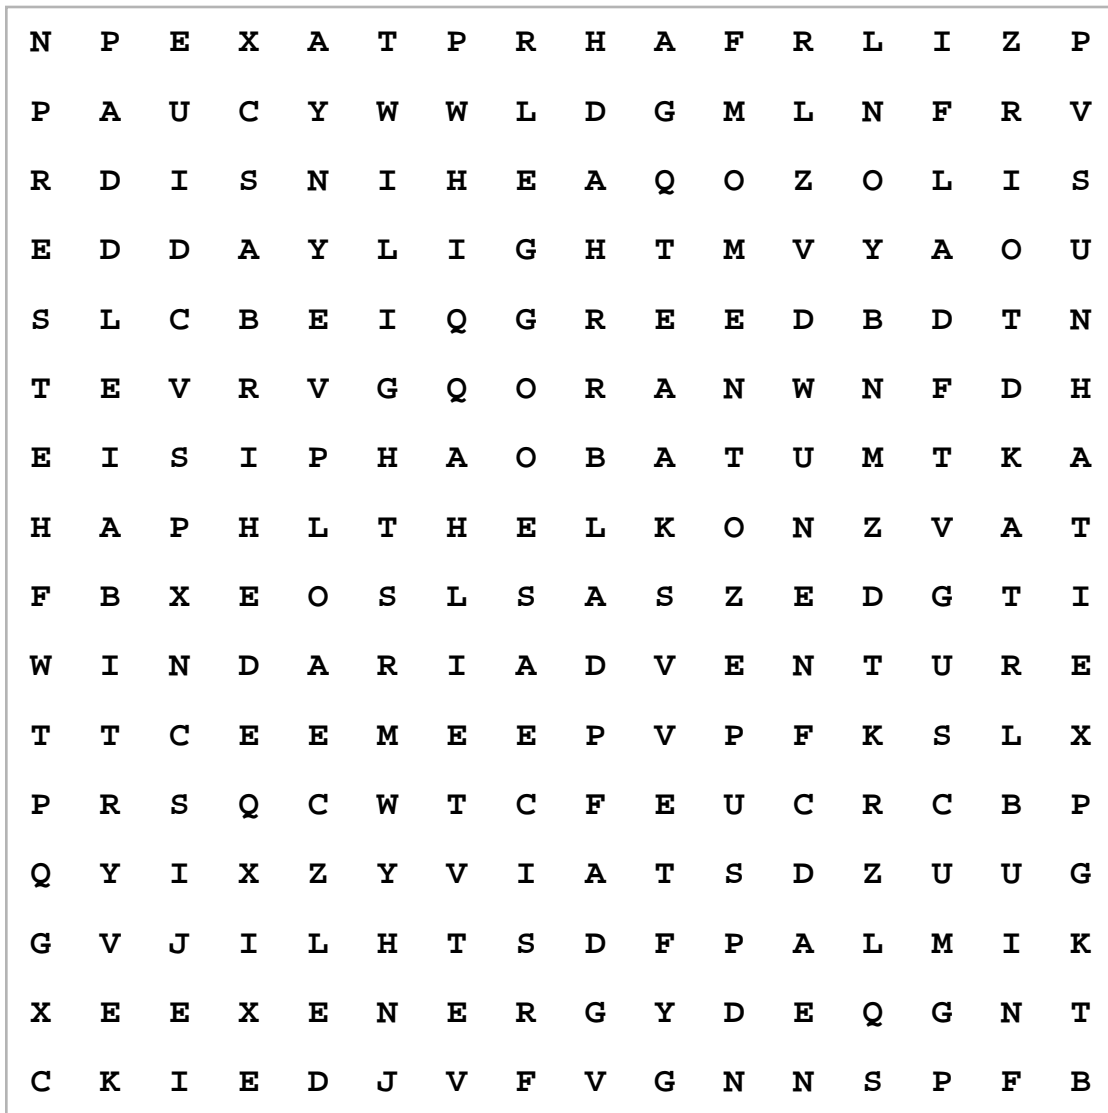 N P E X A T P R H A F R L I Z P
P A U C Y W W L D G M L N F R V
R D I S N I H E A Q O Z O L I S
E D D A Y L I G H T M V Y A O U
S L C B E I Q G R E E D B D T N
T E V R V G Q O R A N W N F D H
E I S I P H A O B A T U M T K A
H A P H L T H E L K O N Z V A T
F B X E O S L S A S Z E D G T I
W I N D A R I A D V E N T U R E
T T C E E M E E P V P F K S L X
P R S Q C W T C F E U C R C B P
Q Y I X Z Y V I A T S D Z U U G
G V J I L H T S D F P A L M I K
X E E X E N E R G Y D E Q G N T
C K I E D J V F V G N N S P F B